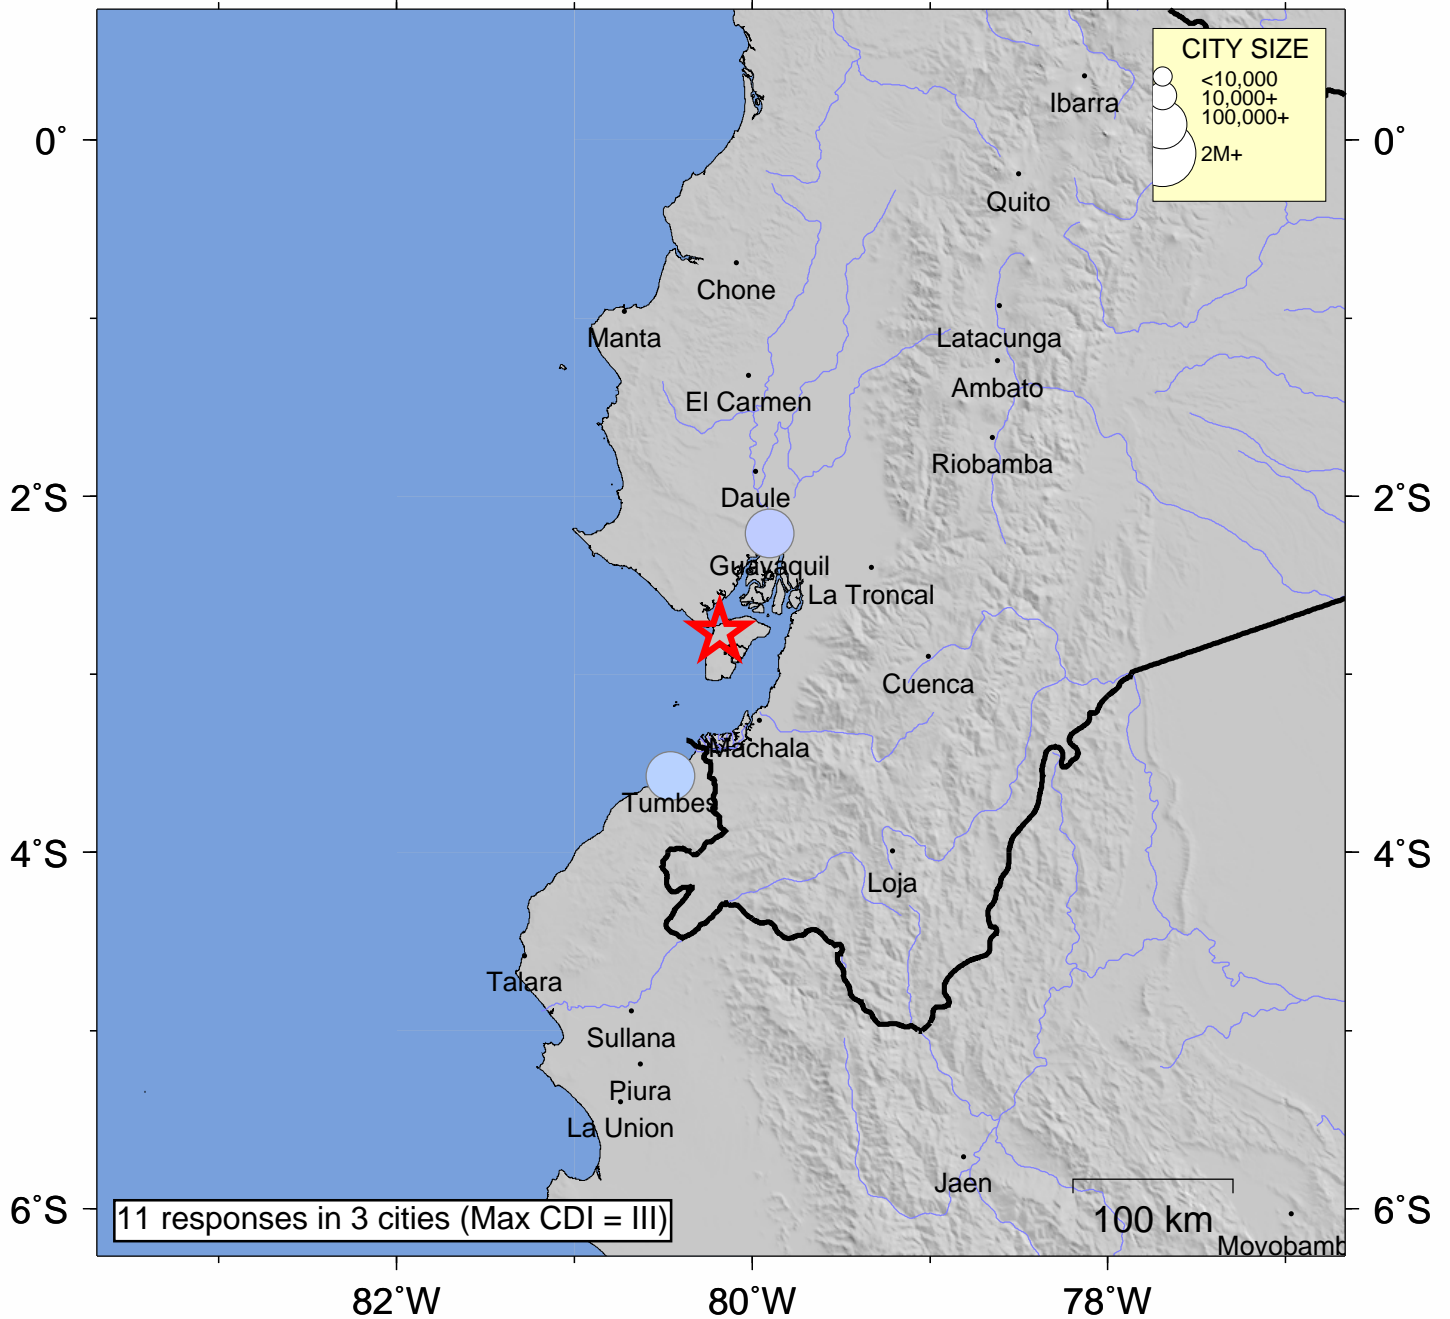 CITY SIZE
<10,000
10,000+
100,000+
2M+
Ibarra
0˚
0˚
Quito
Chone
Manta
Latacunga
El Carmen
Ambato
Riobamba
2˚S
Daule
2˚S
Guayaquil
La Troncal
Cuenca
Machala
Tumbes
4˚S
4˚S
Loja
Talara
Sullana
Piura
La Union
Jaen
6˚S
11 responses in 3 cities (Max CDI = III)
100 km
6˚S
Moyobamb
82˚W
80˚W
78˚W